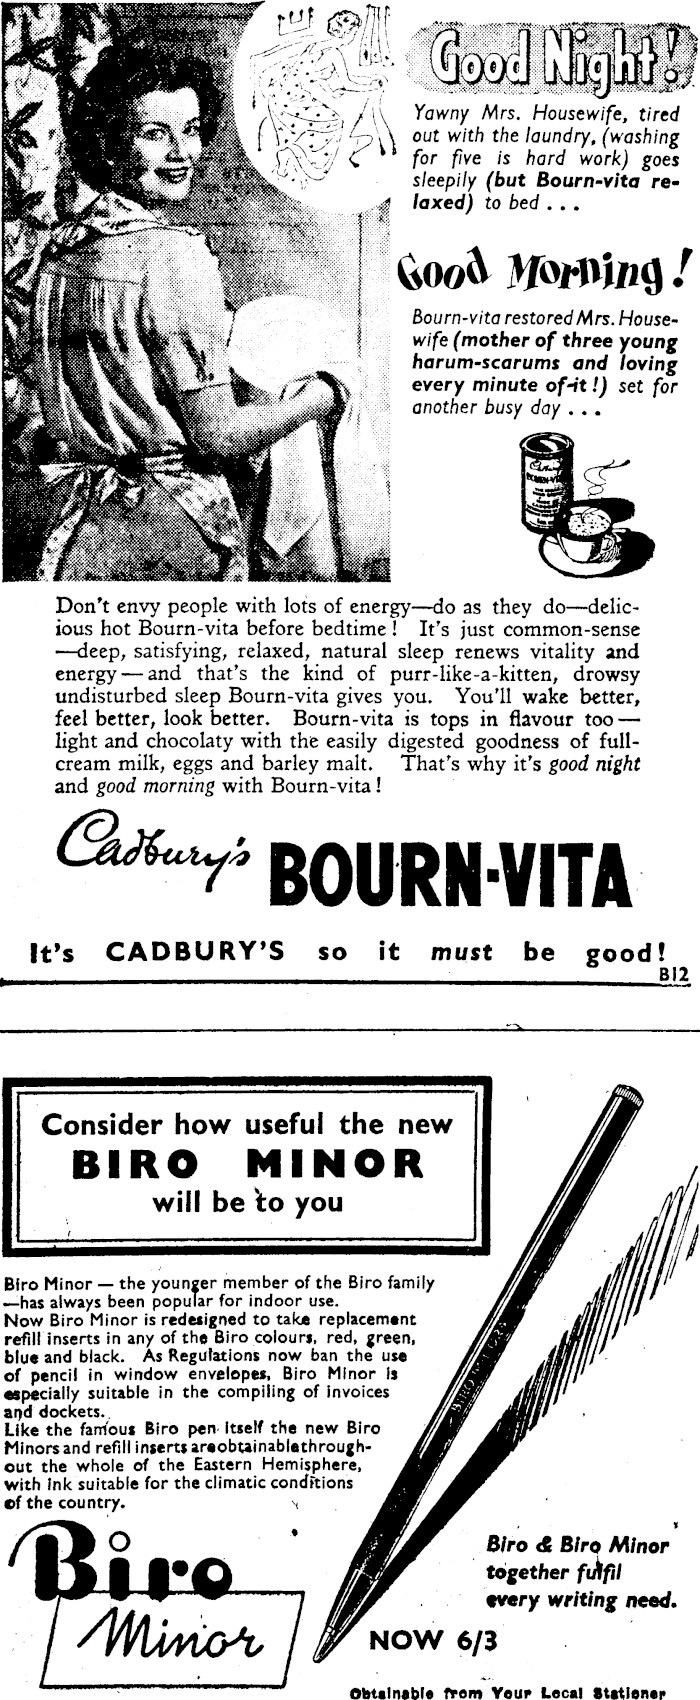 Good Night!
Yawny Mrs. Housewife, tired
out with the laundry, (washing
for five is hard work) goes
sleepily (but Bourn-vita re-
laxed) to bed . . .
Good Morning!
Bourn-vita restored Mrs. House-
wife (mother of three young
harum-scarums and loving
every minute of it!) set for
another busy day . . .
Cadbury's
BOURN-VITA
Don't envy people with lots of energy—do as they do—delic-
ious hot Bourn-vita before bedtime! It's just common-sense
—deep, satisfying, relaxed, natural sleep renews vitality and
energy—and that's the kind of purr-like-a-kitten, drowsy
undisturbed sleep Bourn-vita gives you. You'll wake better,
feel better, look better. Bourn-vita is tops in flavour too—
light and chocolaty with the easily digested goodness of full-
cream milk, eggs and barley malt. That's why it's good night
and good morning with Bourn-vita!
Cadbury's BOURN-VITA
It's CADBURY'S so it must be good!
B12
Consider how useful the new
BIRO MINOR
will be to you
Biro Minor — the younger member of the Biro family
—has always been popular for indoor use.
Now Biro Minor is redesigned to take replacement
refill inserts in any of the Biro colours, red, green,
blue and black. As Regulations now ban the use
of pencil in window envelopes, Biro Minor is
especially suitable in the compiling of invoices
and dockets.
Like the famous Biro pen itself the new Biro
Minors and refill inserts are obtainable through-
out the whole of the Eastern Hemisphere,
with ink suitable for the climatic conditions
of the country.
Biro
Minor
Biro & Biro Minor
together fulfil
every writing need.
NOW 6/3
Obtainable from Your Local Stationer